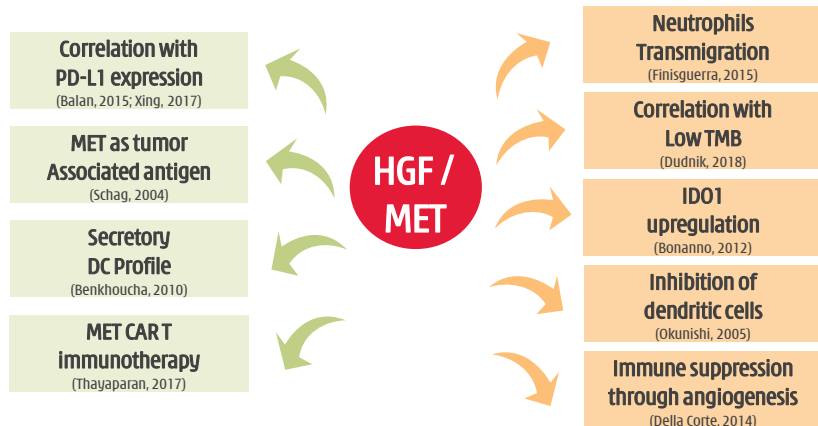 Correlation with
PD-L1 expression
(Balan, 2015; Xing, 2017)
MET as tumor
Associated antigen
(Schag, 2004)
Secretory
DC Profile
(Benkhoucha, 2010)
MET CAR T
immunotherapy
(Thayaparan, 2017)
HGF /
MET
Neutrophils
Transmigration
(Finisguerra, 2015)
Correlation with
Low TMB
(Dudnik, 2018)
IDO1
upregulation
(Bonanno, 2012)
Inhibition of
dendritic cells
(Okunishi, 2005)
Immune suppression
through angiogenesis
(Della Corte, 2014)